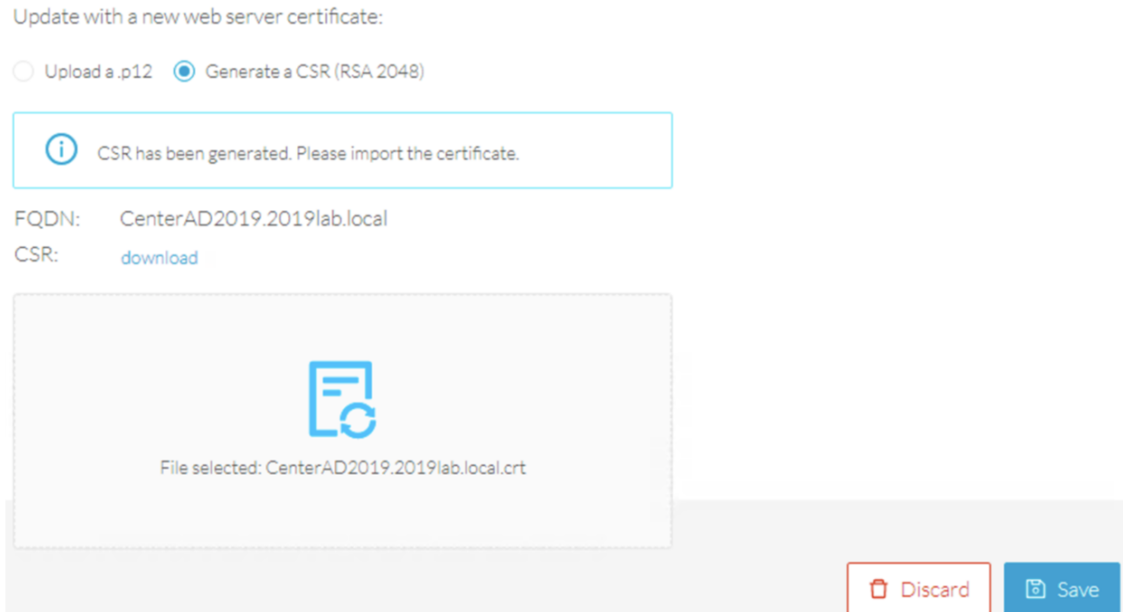 Update with a new web server certificate:
Upload a .p12 Generate a CSR (RSA 2048)
CSR has been generated. Please import the certificate.
FQDN: CenterAD2019.2019lab.local
CSR: download
File selected: CenterAD2019.2019lab.local.crt
Discard Save